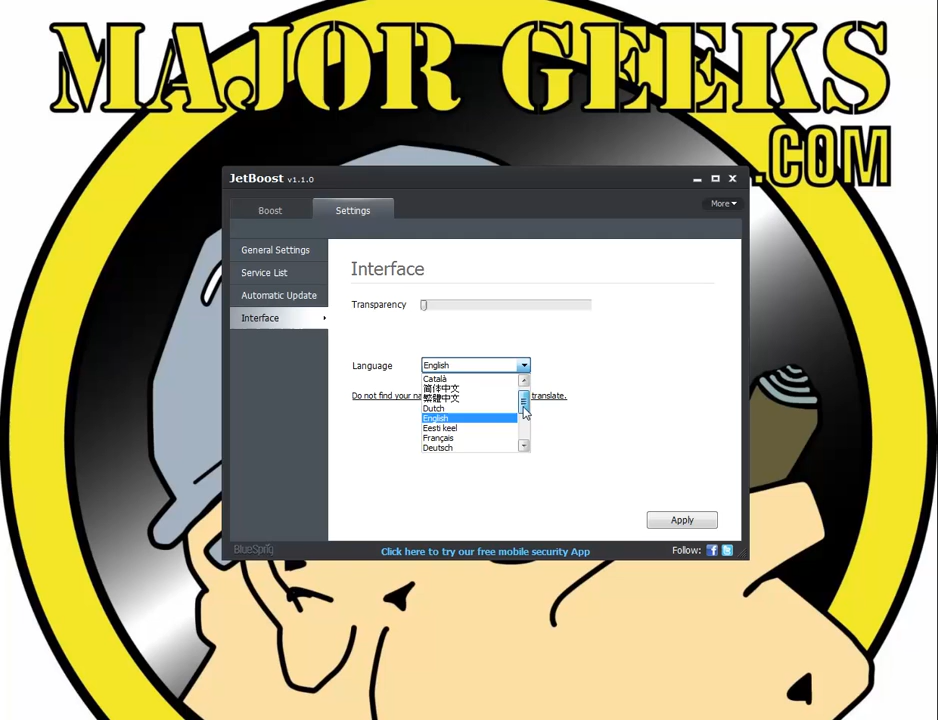 MAJOR GEEKS
.COM
JetBoost v1.1.0
Boost
Settings
More
General Settings
Service List
Automatic Update
Interface
Interface
Transparency
Language
English
Català
简体中文
繁體中文
Dutch
English
Eesti keel
Français
Deutsch
Do not find your na
translate.
Apply
BlueSprig
Click here to try our free mobile security App
Follow: